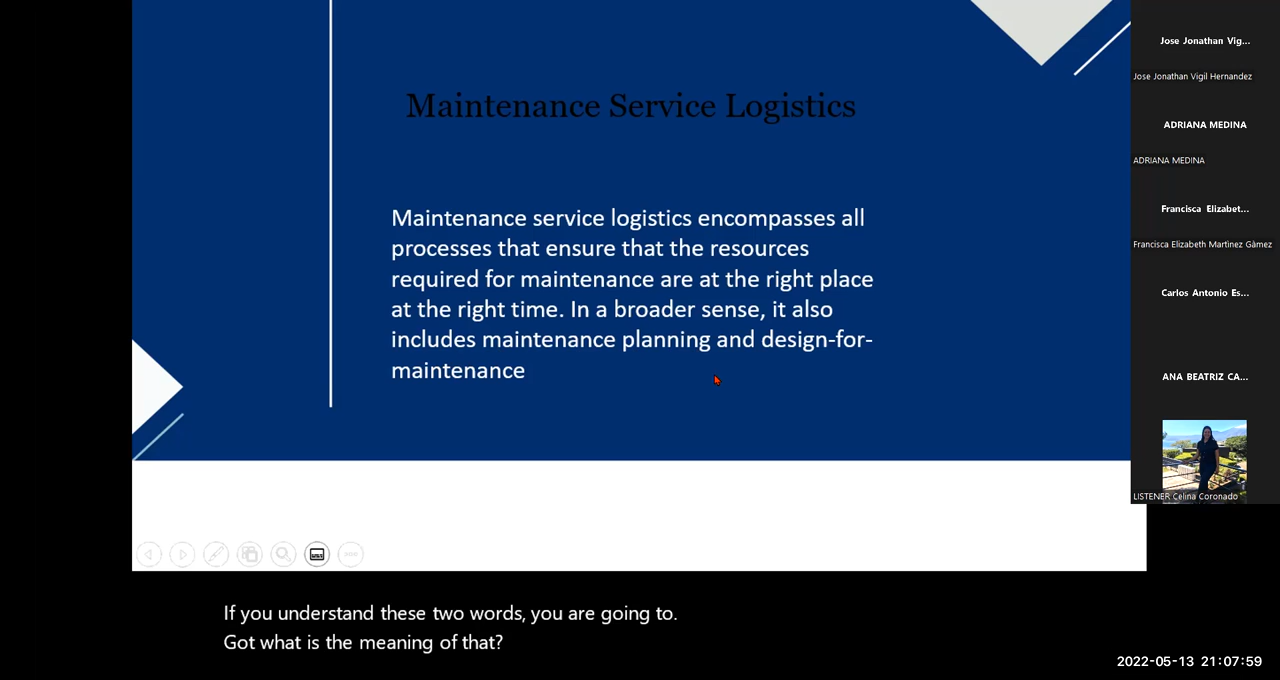 Maintenance Service Logistics
Maintenance service logistics encompasses all
processes that ensure that the resources
required for maintenance are at the right place
at the right time. In a broader sense, it also
includes maintenance planning and design-for-
maintenance
If you understand these two words, you are going to.
Got what is the meaning of that?
Jose Jonathan Vig...
Jose Jonathan Vigil Hernandez
ADRIANA MEDINA
ADRIANA MEDINA
Francisca Elizabet...
Francisca Elizabeth Martìnez Gàmez
Carlos Antonio Es...
ANA BEATRIZ CA...
LISTENER Celina Coronado
2022-05-13 21:07:59